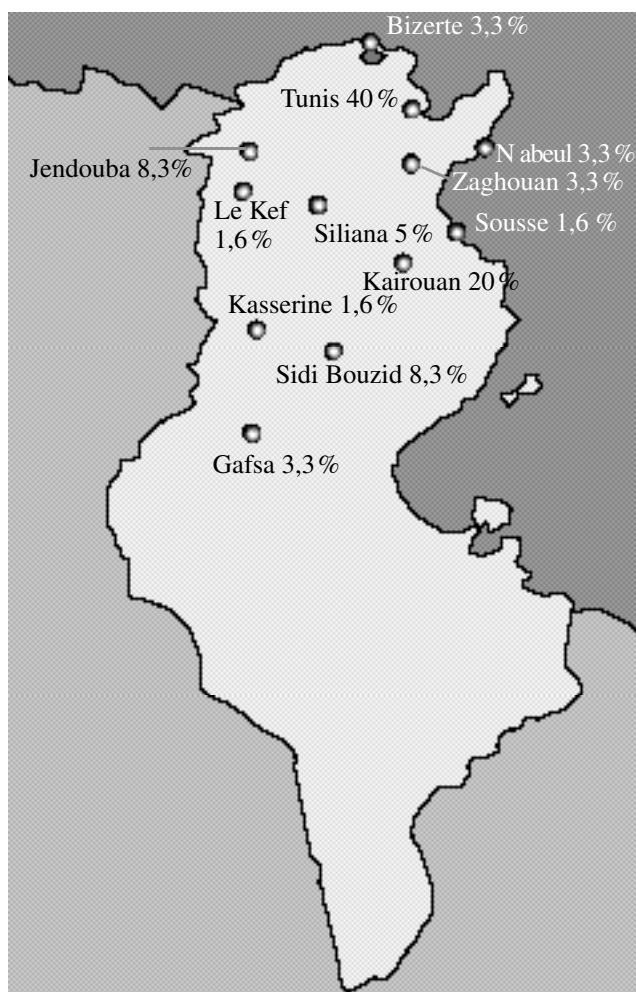 Bizerte 3,3 %
Tunis 40 %
Jendouba 8,3%
N abeul 3,3 %
Zaghouan 3,3 %
Le Kef
1,6 %
Siliana 5 %
Sousse 1,6 %
Kairouan 20%
Kasserine 1,6 %
Sidi Bouzid 8,3 %
Gafsa 3,3 %